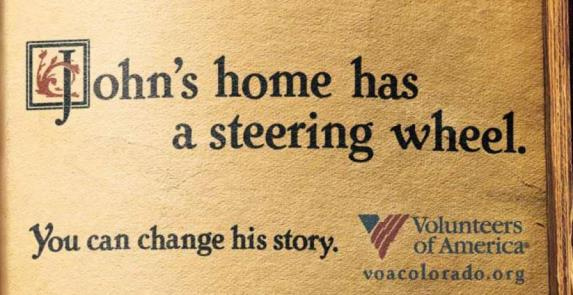 John's home has
a steering wheel.
You can change his story.
Volunteers
of America®
voacolorado.org